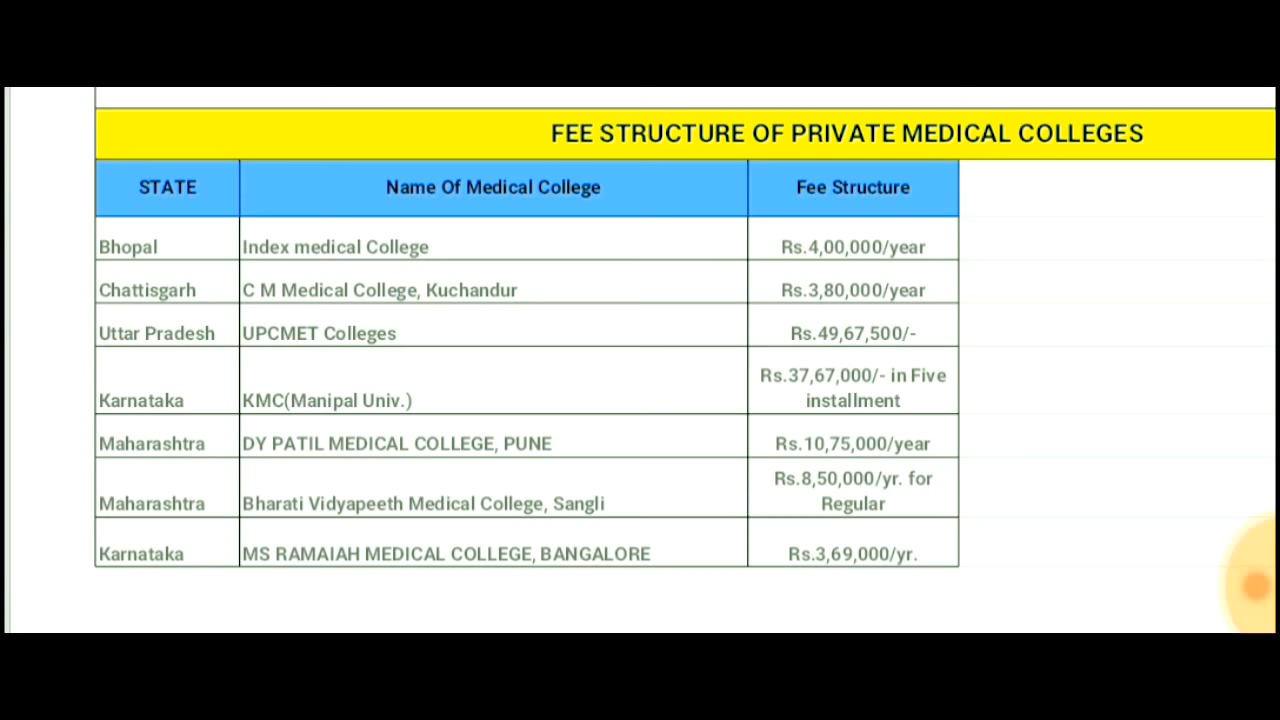 FEE STRUCTURE OF PRIVATE MEDICAL COLLEGES
STATE Name Of Medical College Fee Structure
Bhopal Index medical College Rs.4,00,000/year
Chattisgarh C M Medical College, Kuchandur Rs.3,80,000/year
Uttar Pradesh UPCMET Colleges Rs.49,67,500/-
Karnataka KMC(Manipal Univ.) Rs.37,67,000/- in Five
installment
Maharashtra DY PATIL MEDICAL COLLEGE, PUNE Rs.10,75,000/year
Maharashtra Bharati Vidyapeeth Medical College, Sangli Rs.8,50,000/yr. for
Regular
Karnataka MS RAMAIAH MEDICAL COLLEGE, BANGALORE Rs.3,69,000/yr.